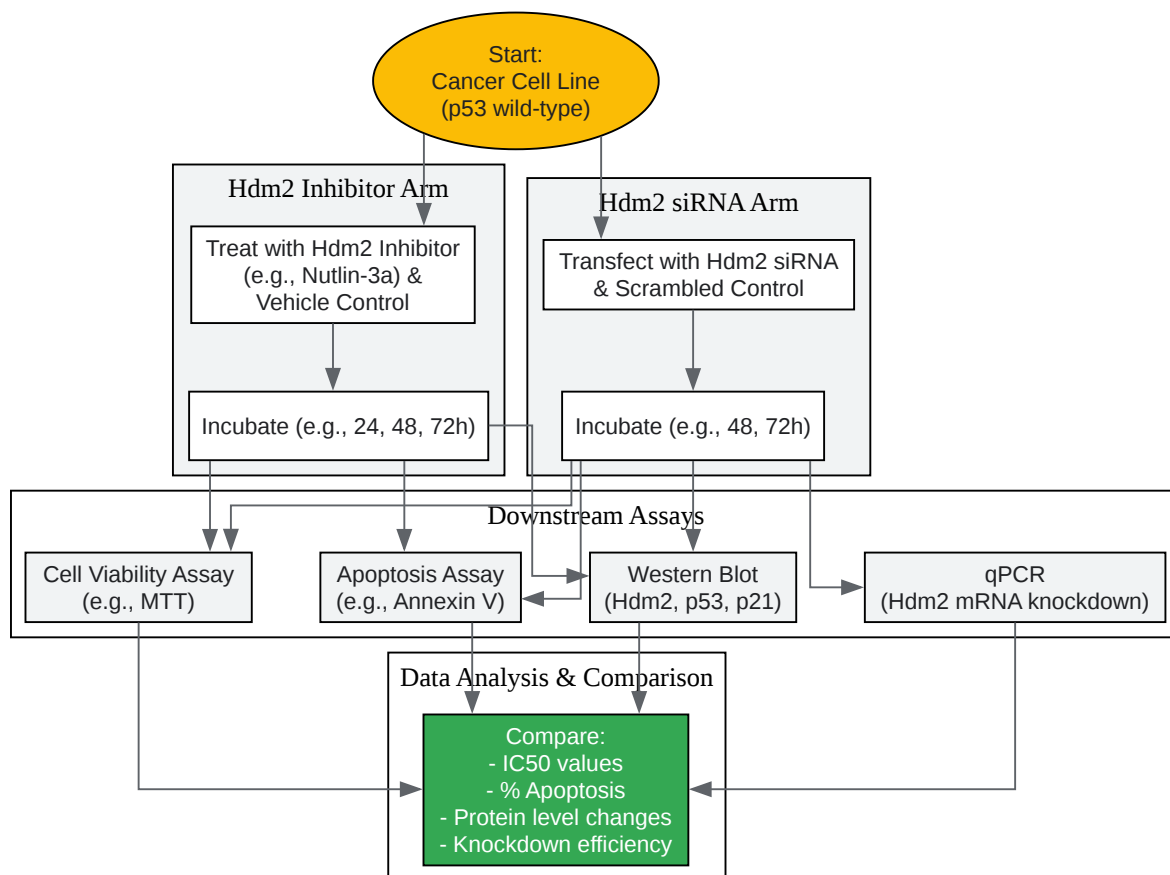 Start:
Cancer Cell Line
(p53 wild-type)
Hdm2 Inhibitor Arm
Treat with Hdm2 Inhibitor
(e.g., Nutlin-3a) &
Vehicle Control
Incubate (e.g., 24, 48, 72h)
Hdm2 siRNA Arm
Transfect with Hdm2 siRNA
& Scrambled Control
Incubate (e.g., 48, 72h)
Downstream Assays
Cell Viability Assay
(e.g., MTT)
Apoptosis Assay
(e.g., Annexin V)
Western Blot
(Hdm2, p53, p21)
qPCR
(Hdm2 mRNA knockdown)
Data Analysis & Comparison
Compare:
- IC50 values
- % Apoptosis
- Protein level changes
- Knockdown efficiency